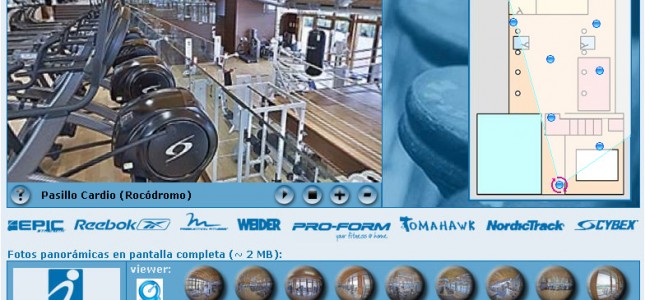 Pasillo Cardio (Rocódromo)
EPIC Reebok WEIDER PRO-FORM TOMAHAWK NordicTrack CYBEX
your fitness @ home.
Fotos panorámicas en pantalla completa (~ 2 MB):
viewer: